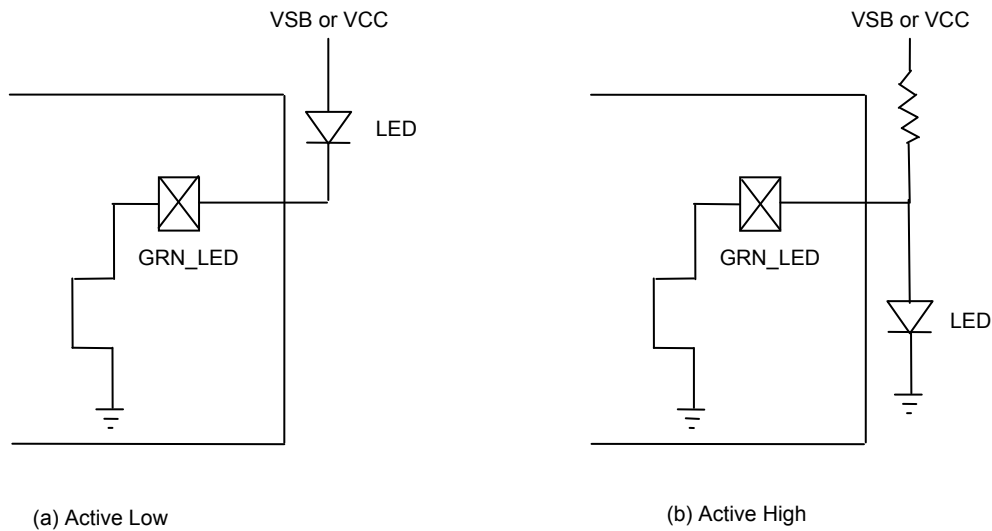 VSB or VCC
LED
GRN_LED
(a) Active Low
VSB or VCC
GRN_LED
LED
(b) Active High